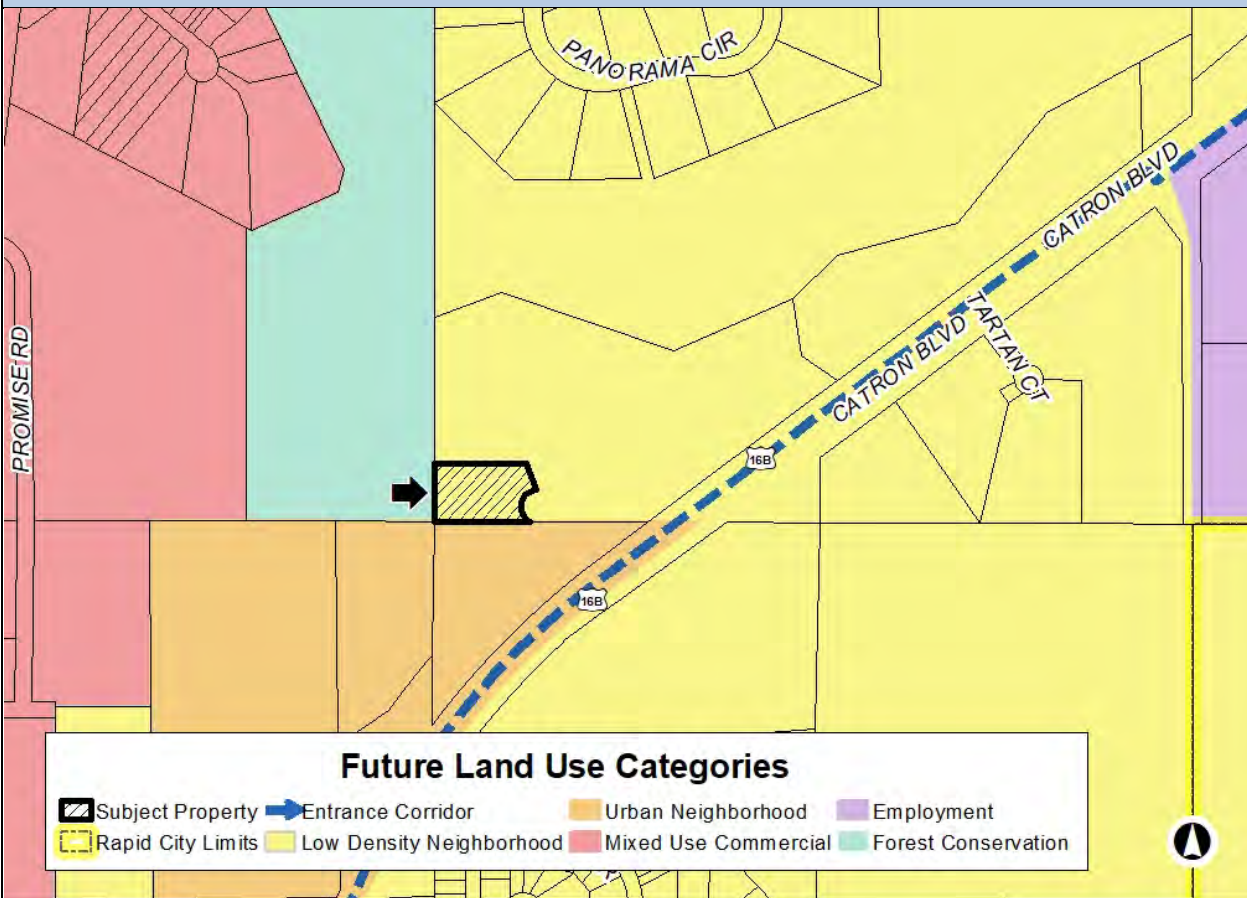 PANORAMA CIR
CATRON BLVD
TARTAN CT
CATRON BLVD
PROMISE RD
16B
16B
Future Land Use Categories
Subject Property Entrance Corridor Urban Neighborhood Employment
Rapid City Limits Low Density Neighborhood Mixed Use Commercial Forest Conservation